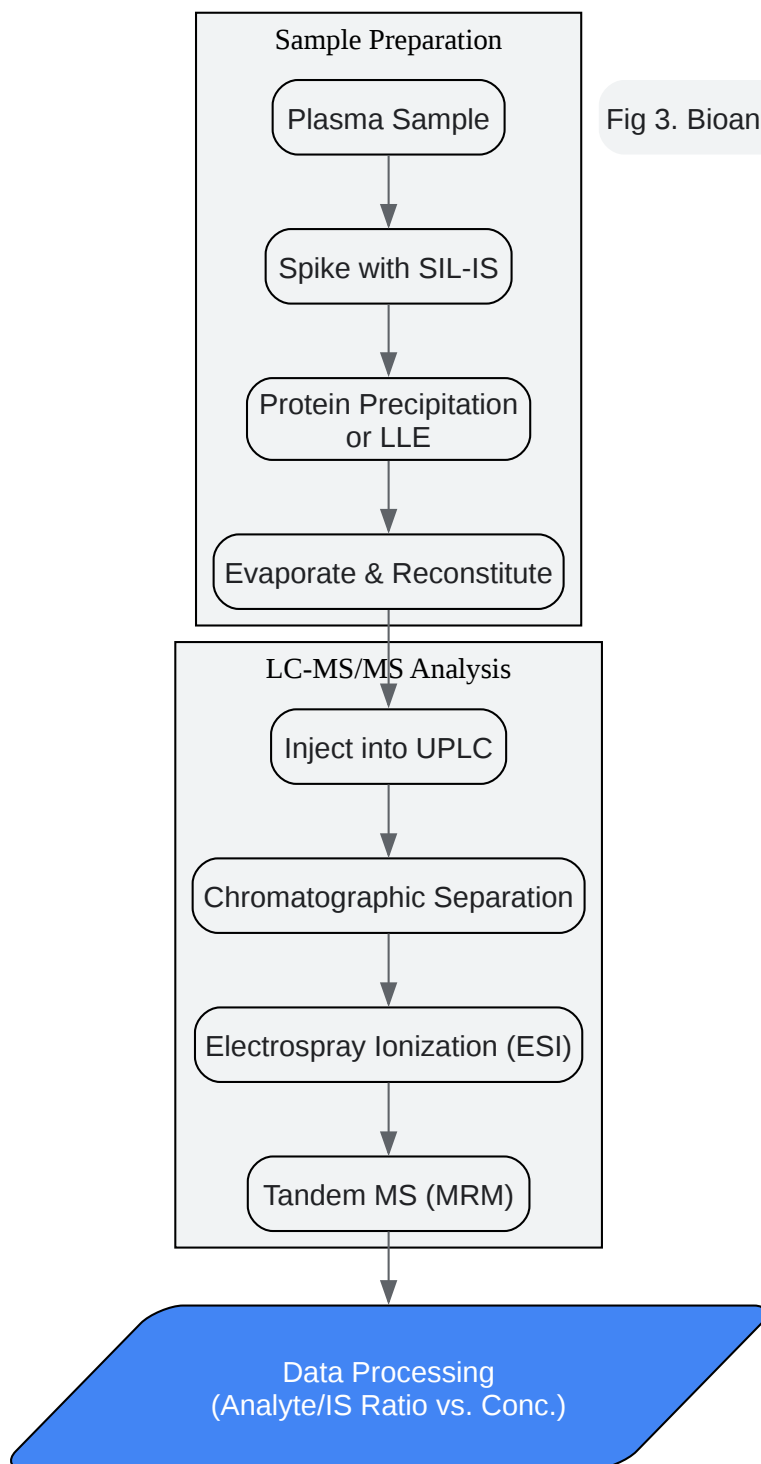 Sample Preparation
Plasma Sample
Fig 3. Bioan
Spike with SIL-IS
Protein Precipitation
or LLE
Evaporate & Reconstitute
LC-MS/MS Analysis
Inject into UPLC
Chromatographic Separation
Electrospray Ionization (ESI)
Tandem MS (MRM)
Data Processing
(Analyte/IS Ratio vs. Conc.)